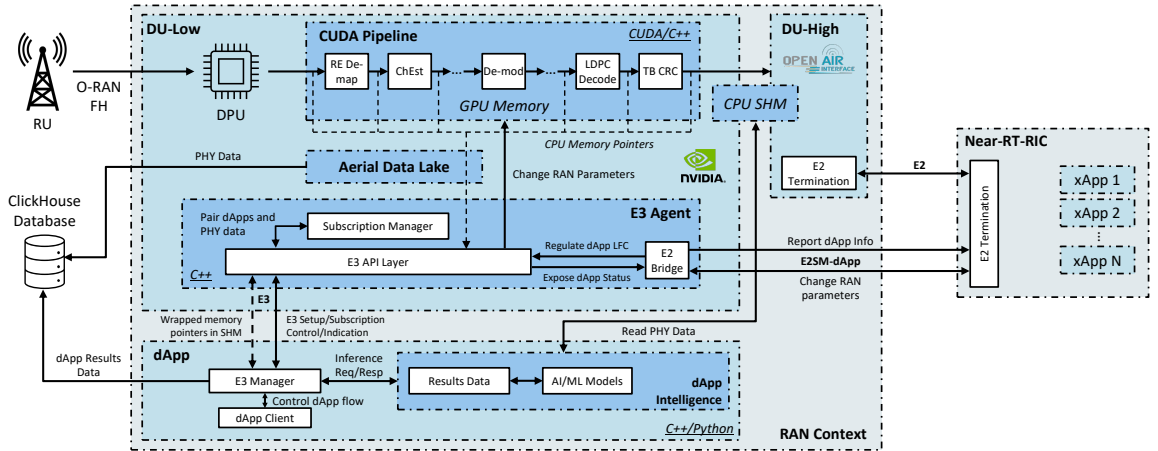 DU-Low
CUDA Pipeline
CUDA/C++
DU-High
RE De-
map
ChEst
...
De-mod
...
LDPC
Decode
TB CRC
OPEN AIR
INTERFACE
O-RAN
FH
RU
DPU
GPU Memory
CPU SHM
CPU Memory Pointers
PHY Data
Aerial Data Lake
Change RAN Parameters
NVIDIA.
E2
Termination
E2
Near-RT-RIC
xApp 1
xApp 2
xApp N
E2 Termination
ClickHouse
Database
Pair dApps and
PHY data
Subscription Manager
E3 Agent
E3 API Layer
Regulate dApp LFC
Expose dApp Status
E2
Bridge
C++
Report dApp Info
E2SM-dApp
Change RAN
parameters
E3
Wrapped memory
pointers in SHM
E3 Setup/Subscription
Control/Indication
Read PHY Data
dApp
dApp Results
Data
E3 Manager
Inference
Req/Resp
Results Data
AI/ML Models
dApp
Intelligence
Control dApp flow
dApp Client
C++/Python
RAN Context